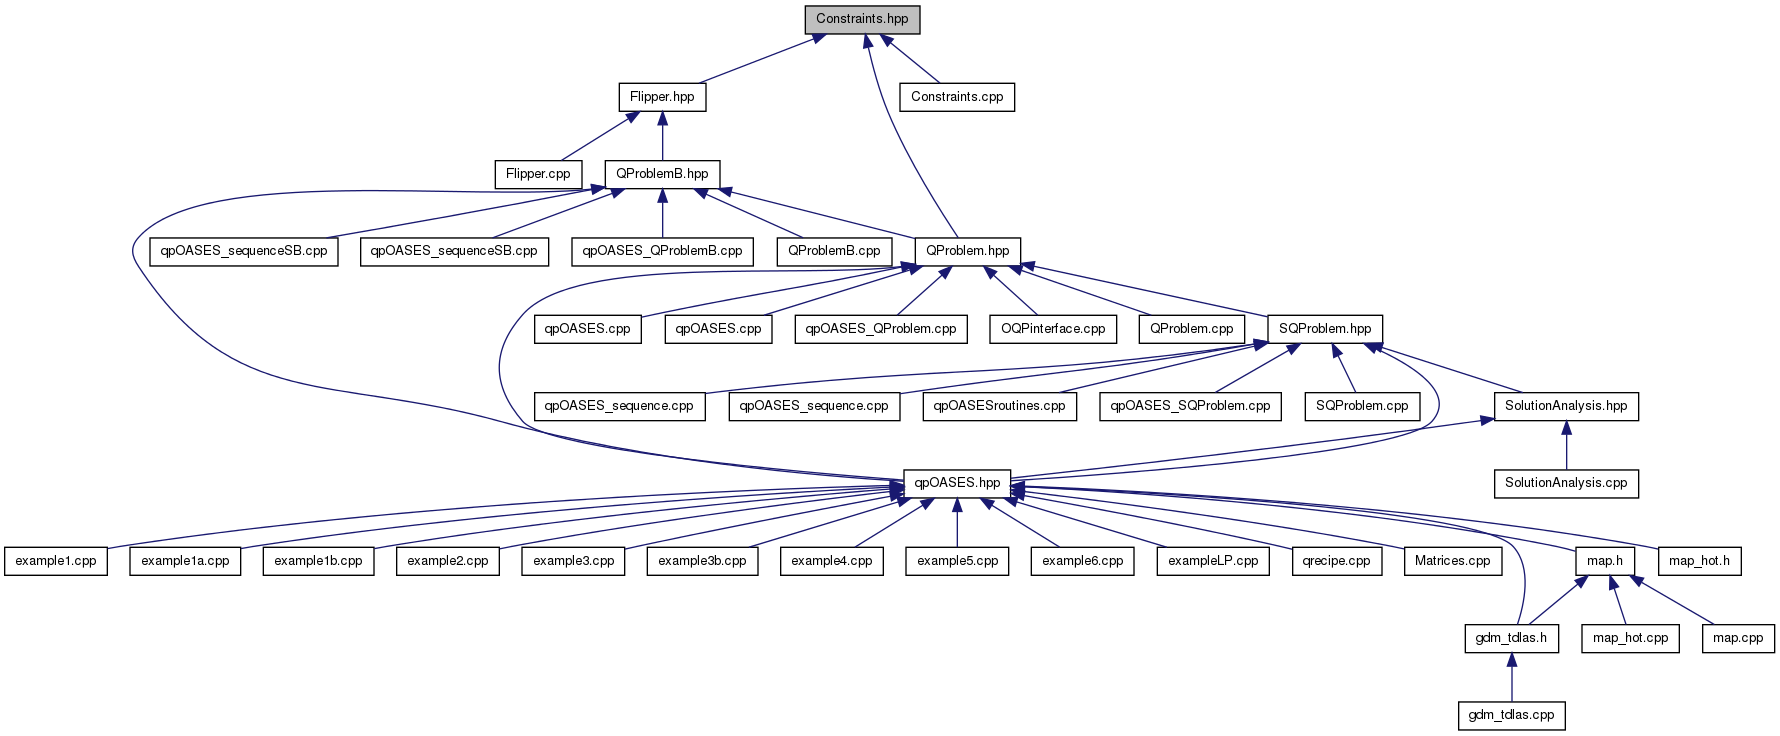 Constraints.hpp
Flipper.hpp
Constraints.cpp
Flipper.cpp
QProblemB.hpp
qpOASES_sequenceSB.cpp
qpOASES_sequenceSB.cpp
qpOASES_QProblemB.cpp
QProblemB.cpp
QProblem.hpp
qpOASES.cpp
qpOASES.cpp
qpOASES_QProblem.cpp
OQPinterface.cpp
QProblem.cpp
SQProblem.hpp
qpOASES_sequence.cpp
qpOASES_sequence.cpp
qpOASESroutines.cpp
qpOASES_SQProblem.cpp
SQProblem.cpp
SolutionAnalysis.hpp
qpOASES.hpp
SolutionAnalysis.cpp
example1.cpp
example1a.cpp
example1b.cpp
example2.cpp
example3.cpp
example3b.cpp
example4.cpp
example5.cpp
example6.cpp
exampleLP.cpp
qrecipe.cpp
Matrices.cpp
map.h
map_hot.h
gdm_tdlas.h
map_hot.cpp
map.cpp
gdm_tdlas.cpp